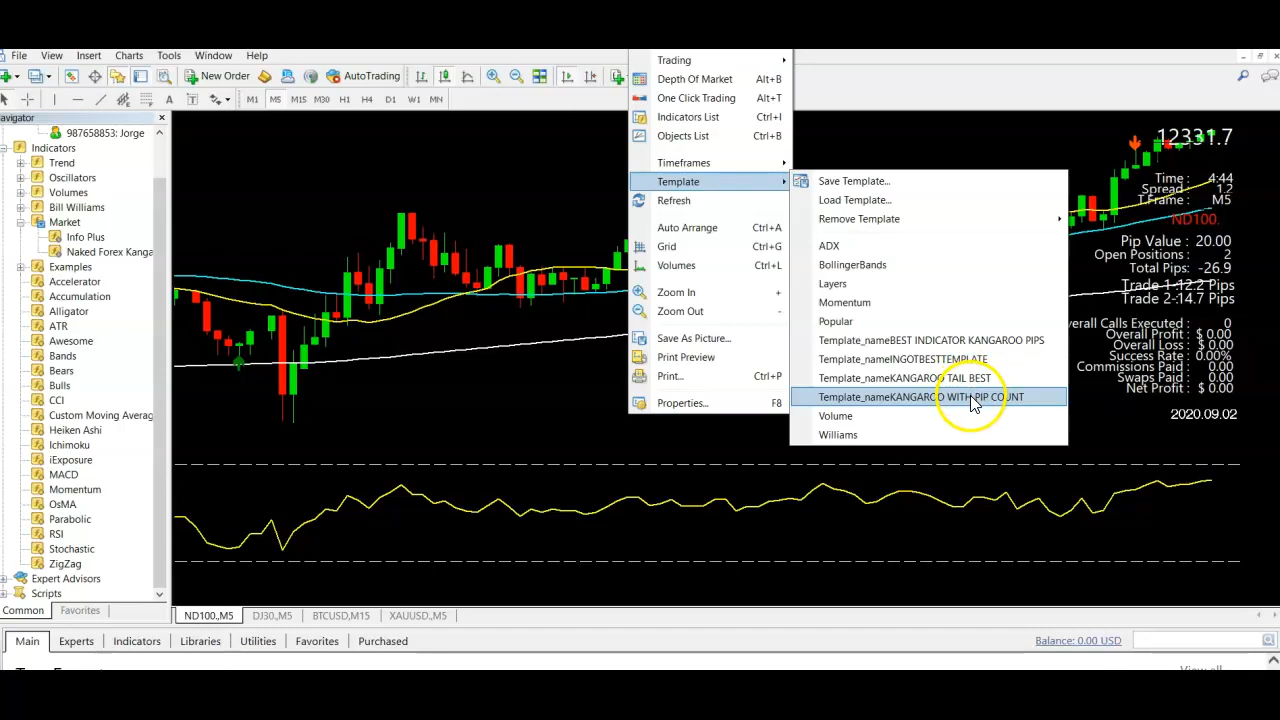 File View Insert Charts Tools Window Help
New Order AutoTrading
A T M1 M5 M15 M30 H1 H4 D1 W1 MN
avigator
987658853: Jorge
Indicators
Trend
Oscillators
Volumes
Bill Williams
Market
Info Plus
Naked Forex Kanga
Examples
Accelerator
Accumulation
Alligator
ATR
Awesome
Bands
Bears
Bulls
CCI
Custom Moving Averag
Heiken Ashi
Ichimoku
iExposure
MACD
Momentum
OsMA
Parabolic
RSI
Stochastic
ZigZag
Expert Advisors
Scripts
Common Favorites
Trading
Depth Of Market Alt+B
One Click Trading Alt+T
Indicators List Ctrl+I
Objects List Ctrl+B
Timeframes
Template
Refresh
Auto Arrange Ctrl+A
Grid Ctrl+G
Volumes Ctrl+L
Zoom In +
Zoom Out -
Save As Picture...
Print Preview
Print... Ctrl+P
Properties... F8
Save Template...
Load Template...
Remove Template
ADX
BollingerBands
Layers
Momentum
Popular
Template_nameBEST INDICATOR KANGAROO PIPS
Template_nameINGOTBESTTEMPLATE
Template_nameKANGAROO TAIL BEST
Template_nameKANGAROO WITH PIP COUNT
Volume
Williams
12331.7
Time : 4:44
Spread : 1.2
T.Frame : M5
ND100.
Pip Value : 20.00
Open Positions : 2
Total Pips: -26.9
Trade 1:-12.2 Pips
Trade 2:-14.7 Pips
verall Calls Executed : 0
Overall Profit : $ 0.00
Overall Loss : $ 0.00
Success Rate : 0.00%
Commissions Paid : $ 0.00
Swaps Paid : $ 0.00
Net Profit : $ 0.00
2020.09.02
ND100.,M5 DJ30.,M5 BTCUSD,M15 XAUUSD.,M5
Main Experts Indicators Libraries Utilities Favorites Purchased Balance: 0.00 USD
View all